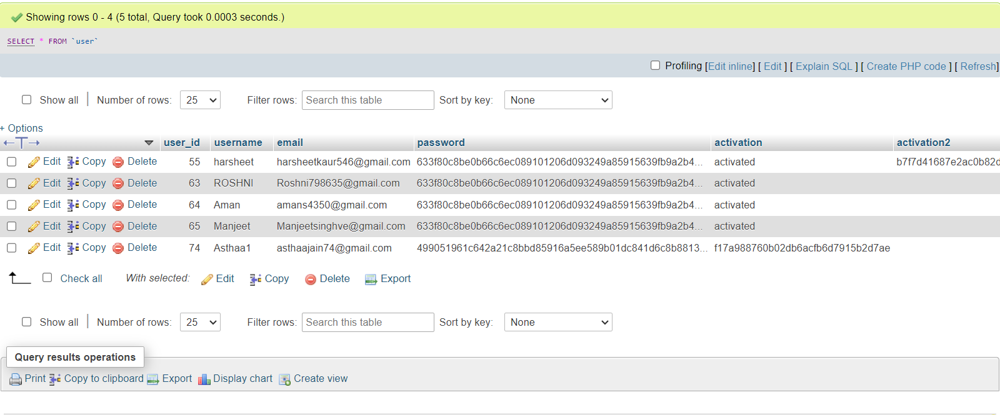 Showing rows 0 - 4 (5 total, Query took 0.0003 seconds.)
SELECT * FROM `user`
Profiling [Edit inline] [ Edit ] [ Explain SQL ] [ Create PHP code ] [ Refresh]
Show all Number of rows: 25 Filter rows: Search this table Sort by key: None
+ Options
user_id username email password activation activation2
Edit Copy Delete 55 harsheet harsheetkaur546@gmail.com 633f80c8be0b66c6ec089101206d093249a85915639fb9a2b4... activated b7f7d41687e2ac0b82d
Edit Copy Delete 63 ROSHNI Roshni798635@gmail.com 633f80c8be0b66c6ec089101206d093249a85915639fb9a2b4... activated
Edit Copy Delete 64 Aman amans4350@gmail.com 633f80c8be0b66c6ec089101206d093249a85915639fb9a2b4... activated
Edit Copy Delete 65 Manjeet Manjeetsinghve@gmail.com 633f80c8be0b66c6ec089101206d093249a85915639fb9a2b4... activated
Edit Copy Delete 74 Asthaa1 asthaajain74@gmail.com 499051961c642a21c8bbd85916a5ee589b01dc841d6c8b8813... f17a988760b02db6acfb6d7915b2d7ae
Check all With selected: Edit Copy Delete Export
Show all Number of rows: 25 Filter rows: Search this table Sort by key: None
Query results operations
Print Copy to clipboard Export Display chart Create view